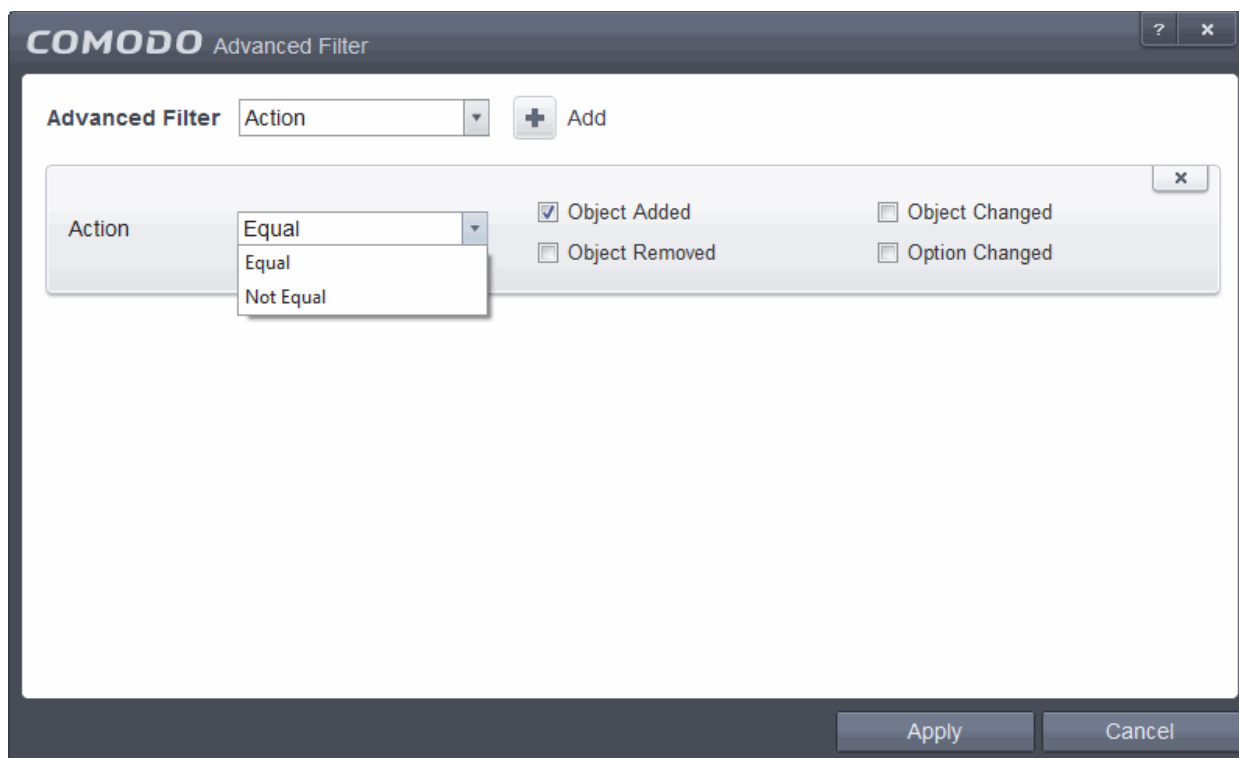 COMODO Advanced Filter ? x
Advanced Filter Action + Add
x
Action Equal Object Added Object Changed
Equal Object Removed Option Changed
Not Equal
Apply Cancel